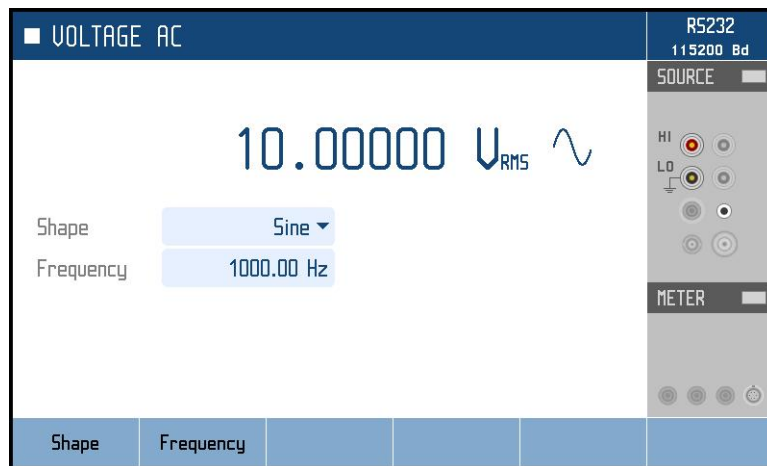 VOLTAGE AC
RS232
115200 Bd
SOURCE
10.00000 VRMS
HI
LO
Shape Sine
Frequency 1000.00 Hz
METER
Shape Frequency